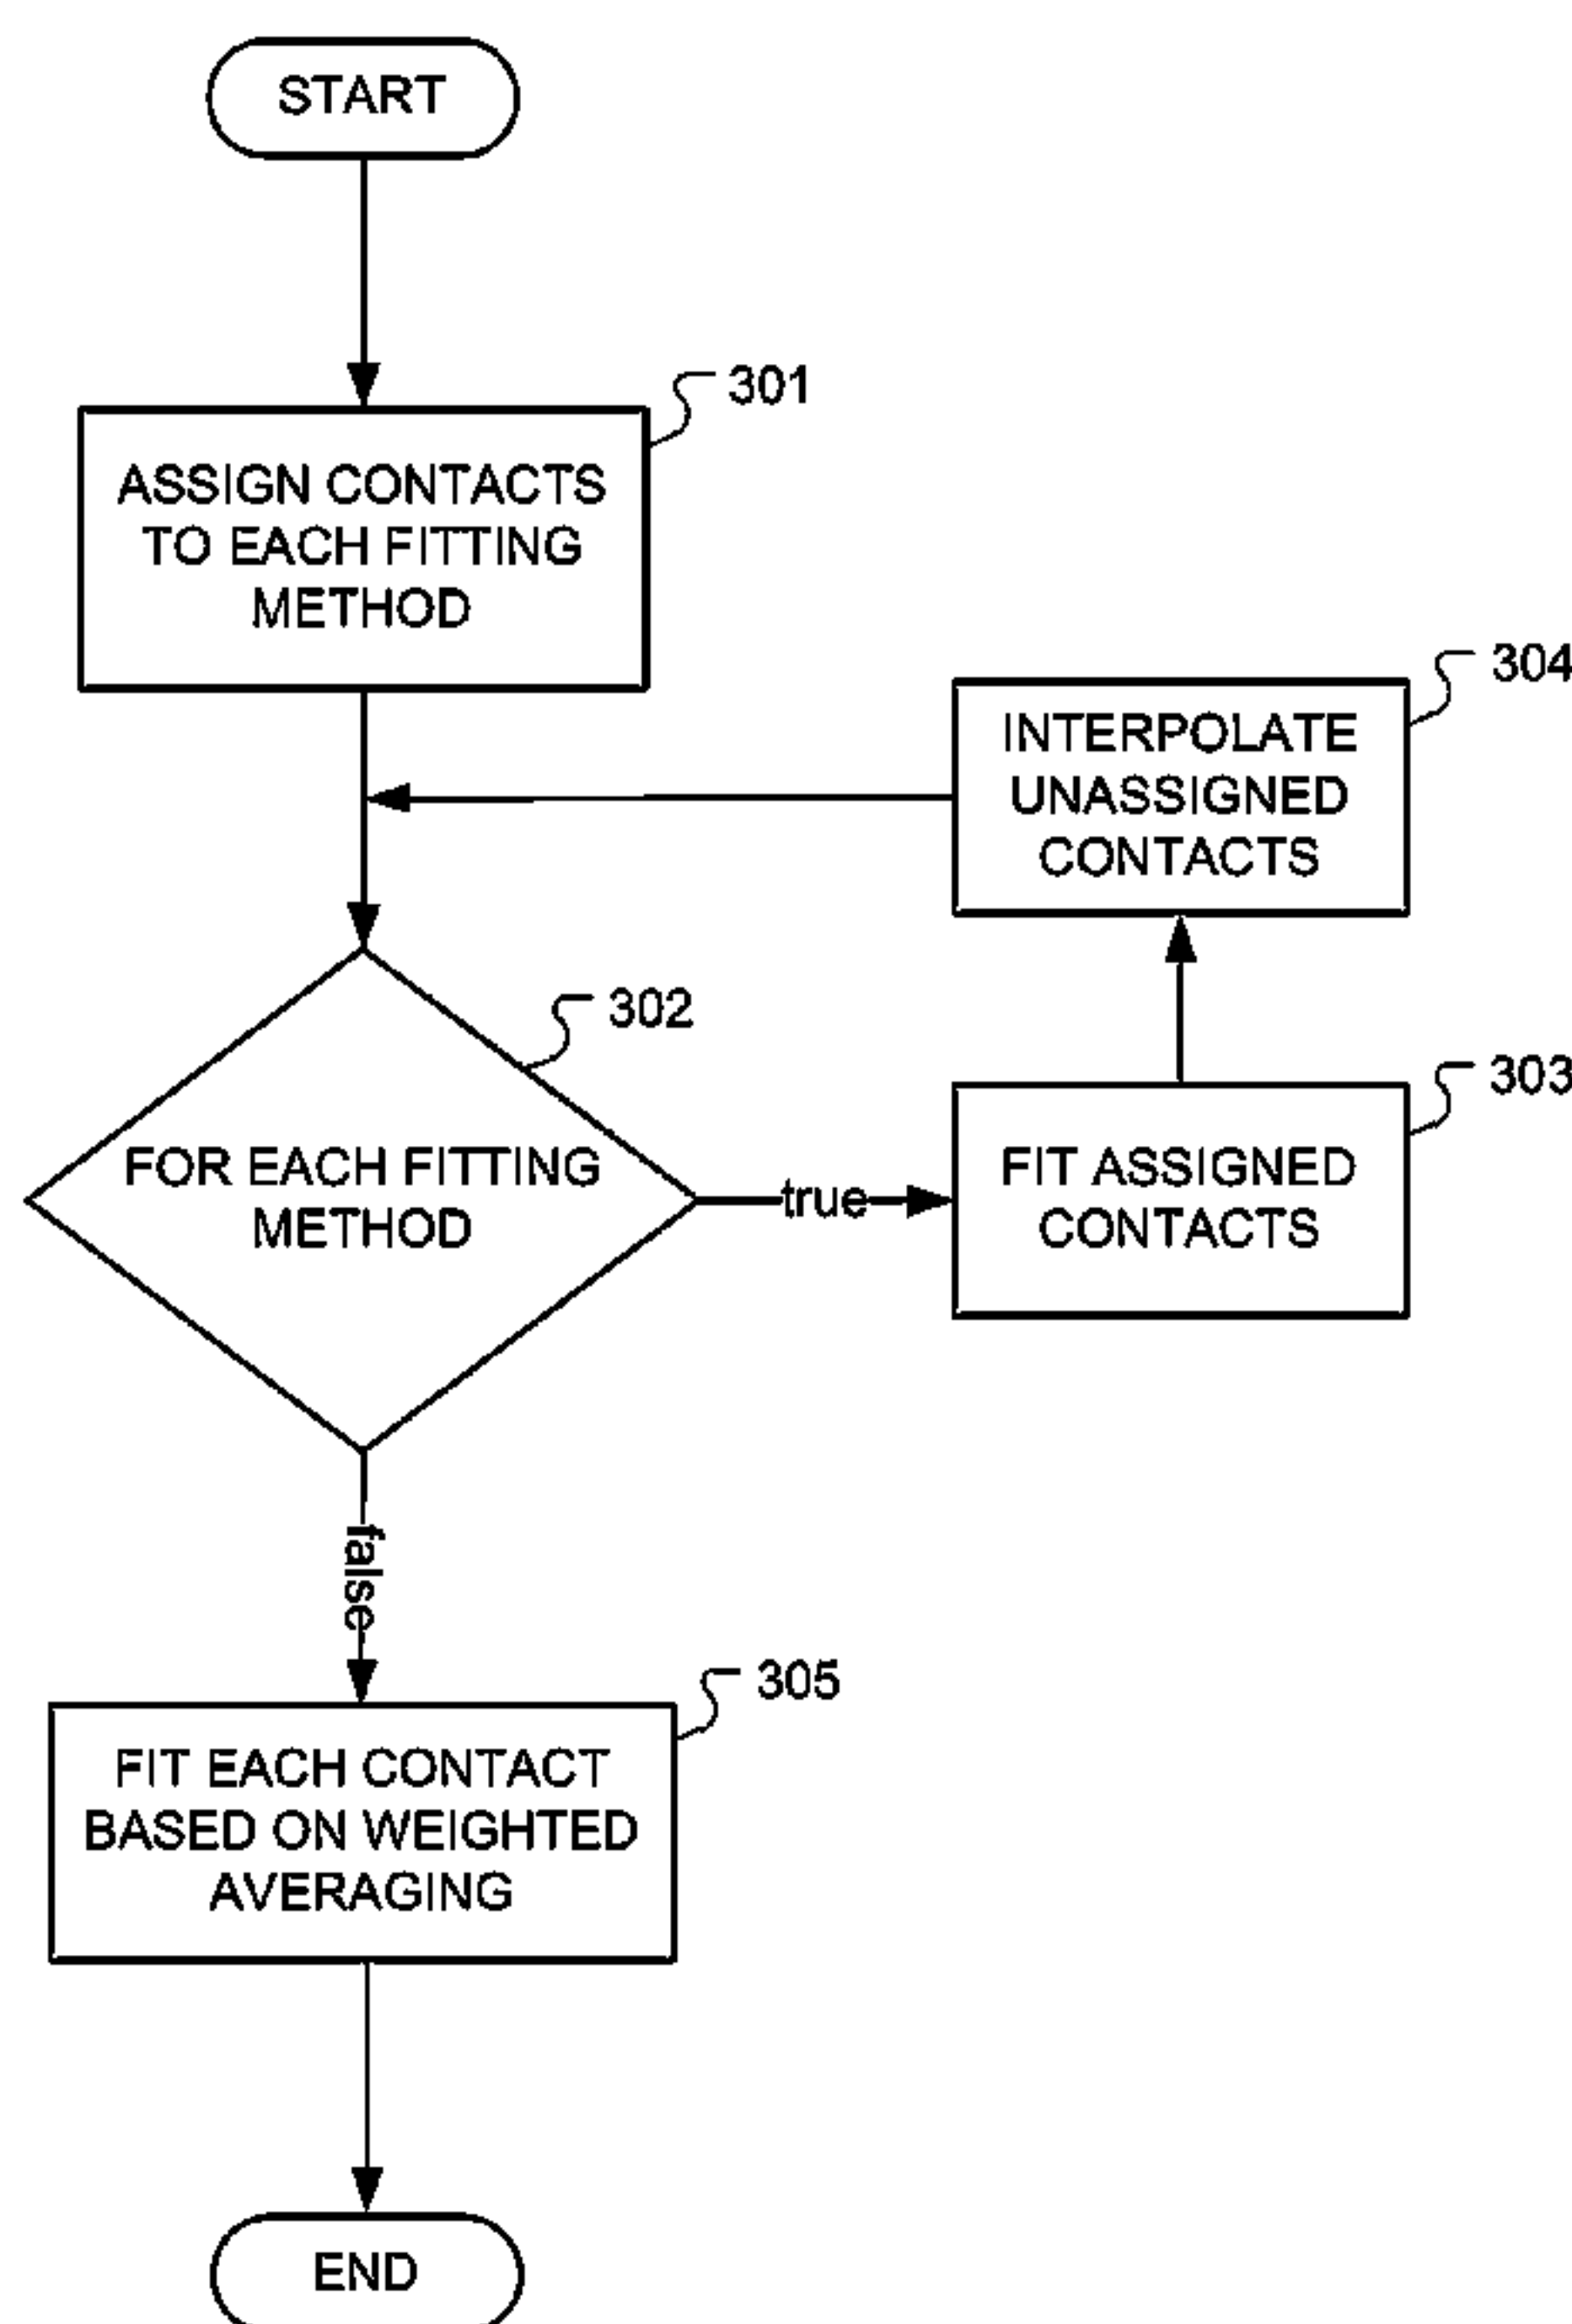 START
301
ASSIGN CONTACTS
TO EACH FITTING
METHOD
304
INTERPOLATE
UNASSIGNED
CONTACTS
302
FOR EACH FITTING
METHOD
true
303
FIT ASSIGNED
CONTACTS
false
305
FIT EACH CONTACT
BASED ON WEIGHTED
AVERAGING
END